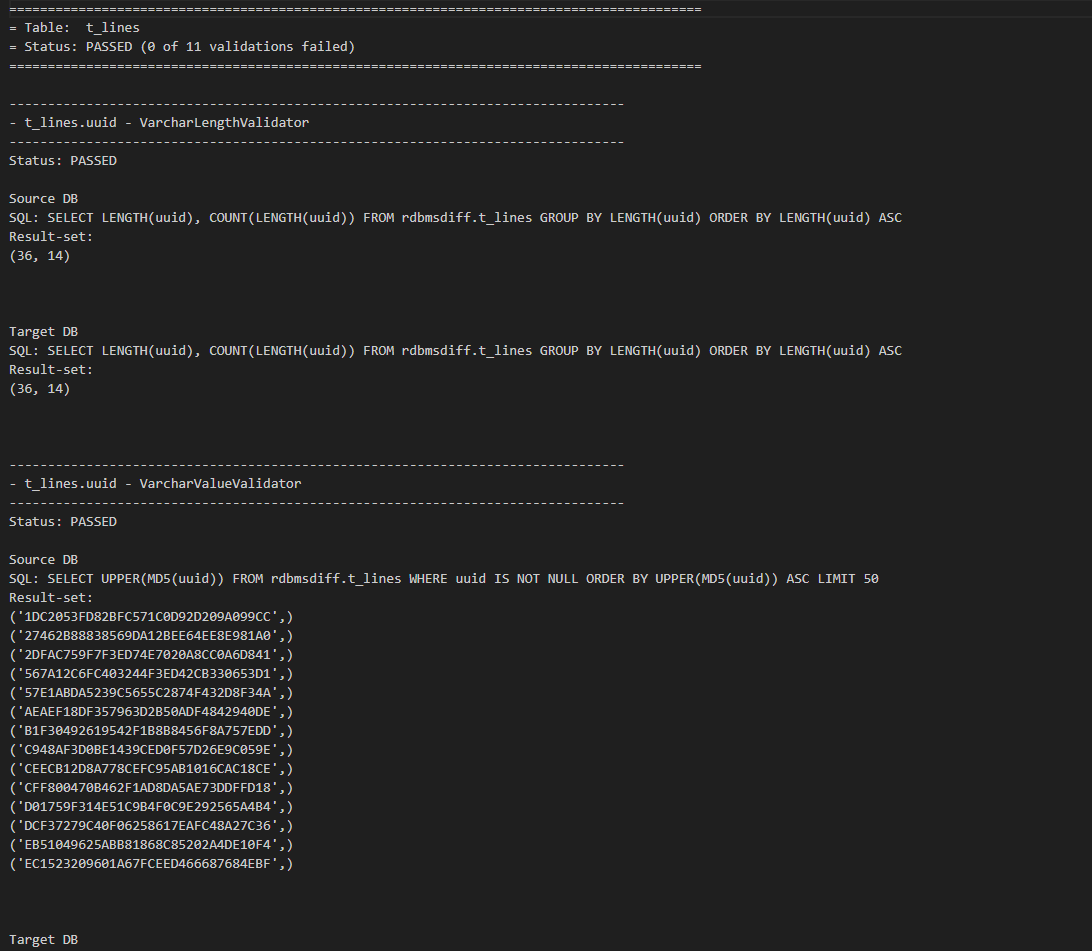 ==========================================================================================
= Table:  t_lines
= Status: PASSED (0 of 11 validations failed)
==========================================================================================
--------------------------------------------------------------------------------
- t_lines.uuid - VarcharLengthValidator
--------------------------------------------------------------------------------
Status: PASSED
Source DB
SQL: SELECT LENGTH(uuid), COUNT(LENGTH(uuid)) FROM rdbmsdiff.t_lines GROUP BY LENGTH(uuid) ORDER BY LENGTH(uuid) ASC
Result-set:
(36, 14)
Target DB
SQL: SELECT LENGTH(uuid), COUNT(LENGTH(uuid)) FROM rdbmsdiff.t_lines GROUP BY LENGTH(uuid) ORDER BY LENGTH(uuid) ASC
Result-set:
(36, 14)
--------------------------------------------------------------------------------
- t_lines.uuid - VarcharValueValidator
--------------------------------------------------------------------------------
Status: PASSED
Source DB
SQL: SELECT UPPER(MD5(uuid)) FROM rdbmsdiff.t_lines WHERE uuid IS NOT NULL ORDER BY UPPER(MD5(uuid)) ASC LIMIT 50
Result-set:
('1DC2053FD82BFC571C0D92D209A099CC',)
('27462B88838569DA12BEE64EE8E981A0',)
('2DFAC759F7F3ED74E7020A8CC0A6D841',)
('567A12C6FC403244F3ED42CB330653D1',)
('57E1ABDA5239C5655C2874F432D8F34A',)
('AEAEF18DF357963D2B50ADF4842940DE',)
('B1F30492619542F1B8B8456F8A757EDD',)
('C948AF3D0BE1439CED0F57D26E9C059E',)
('CEECB12D8A778CEFC95AB1016CAC18CE',)
('CFF800470B462F1AD8DA5AE73DDFFD18',)
('D01759F314E51C9B4F0C9E292565A4B4',)
('DCF37279C40F06258617EAFC48A27C36',)
('EB51049625ABB81868C85202A4DE10F4',)
('EC1523209601A67FCEED466687684EBF',)
Target DB